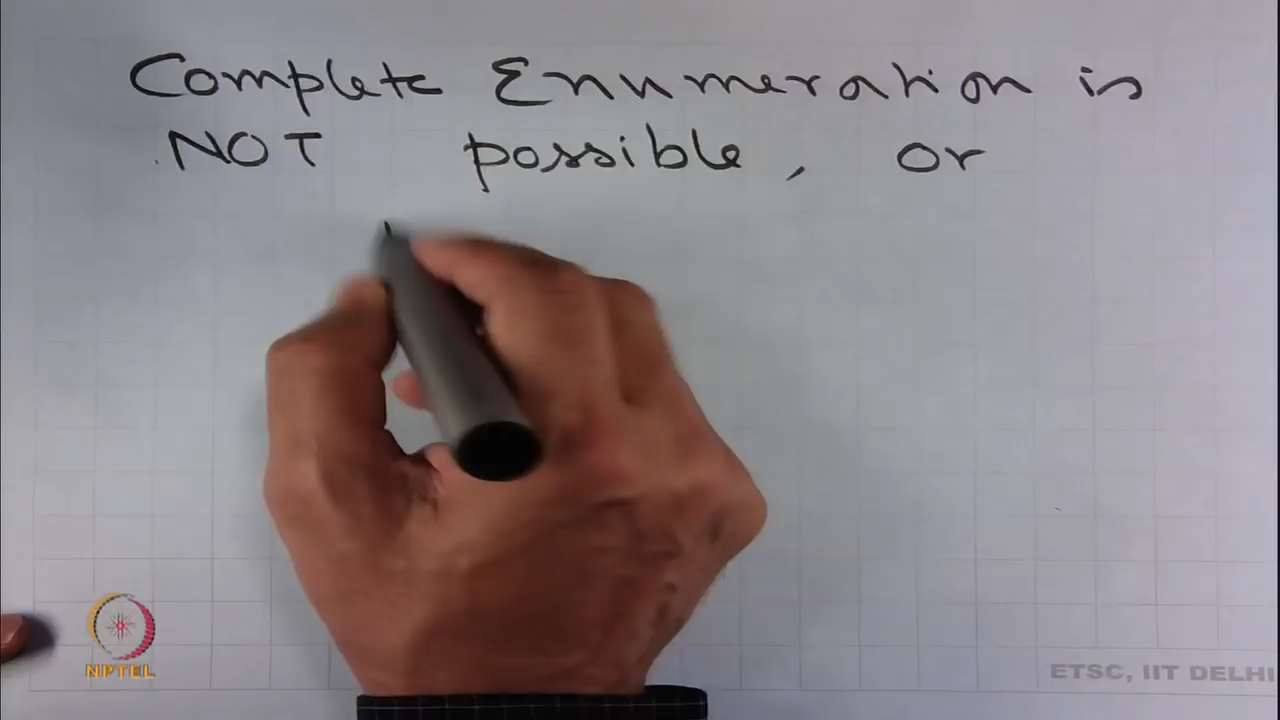 Complete Enumeration is
NOT possible, or
NPTEL
ETSC, IIT DELHI